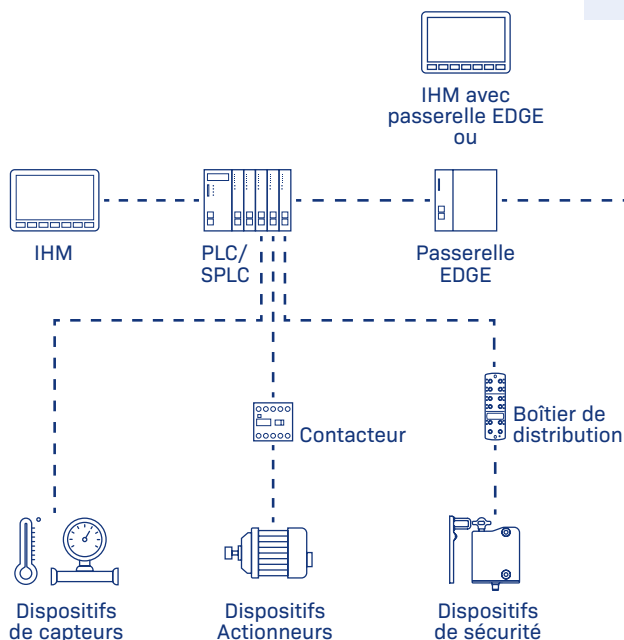 IHM avec
passerelle EDGE
ou
IHM
PLC/
SPLC
Passerelle
EDGE
Contacteur
Boîtier de
distribution
Dispositifs
de capteurs
Dispositifs
Actionneurs
Dispositifs
de sécurité